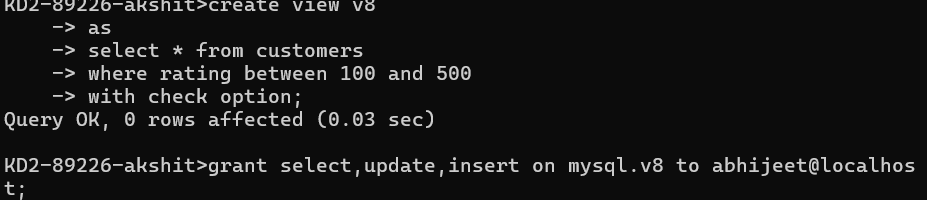 KD2-89226-akshit>create view v8
    -> as
    -> select * from customers
    -> where rating between 100 and 500
    -> with check option;
Query OK, 0 rows affected (0.03 sec)

KD2-89226-akshit>grant select,update,insert on mysql.v8 to abhijeet@localhos
t;